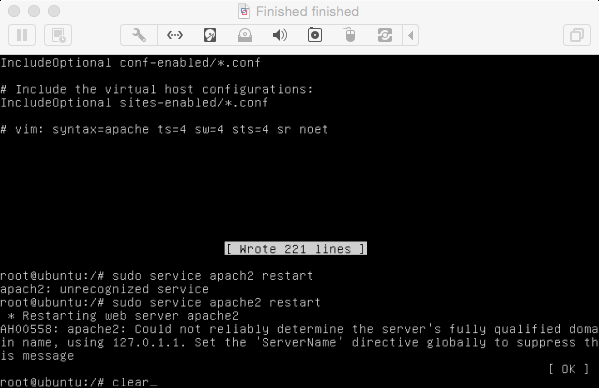 Finished finished
IncludeOptional conf-enabled/*.conf
# Include the virtual host configurations:
IncludeOptional sites-enabled/*.conf
# vim: syntax=apache ts=4 sw=4 sts=4 sr noet
[ Wrote 221 lines ]
root@ubuntu:/# sudo service apach2 restart
apach2: unrecognized service
root@ubuntu:/# sudo service apache2 restart
 * Restarting web server apache2
AH00558: apache2: Could not reliably determine the server's fully qualified doma
in name, using 127.0.1.1. Set the 'ServerName' directive globally to suppress th
is message
[ OK ]
root@ubuntu:/# clear_